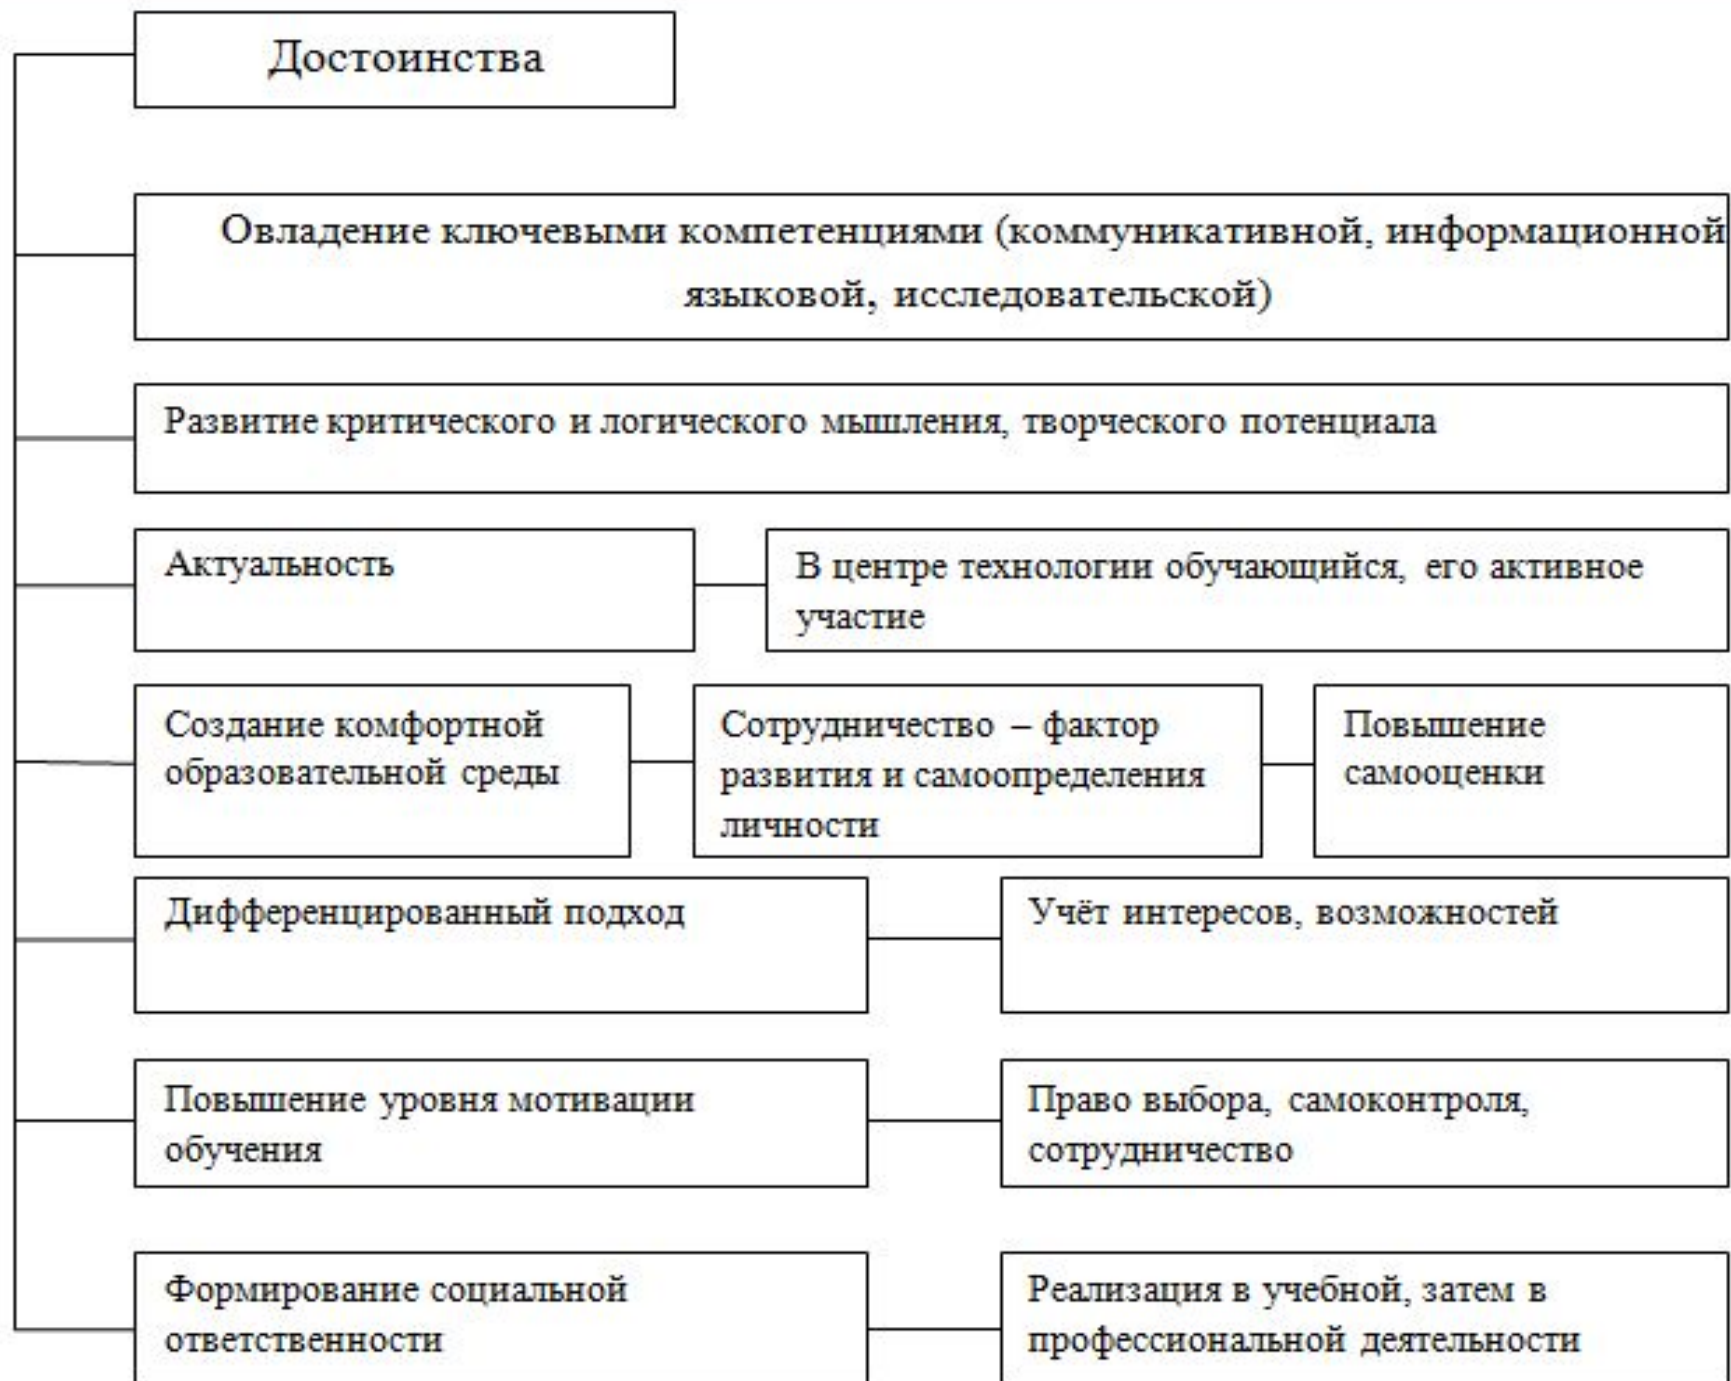 Достоинства
Овладение ключевыми компетенциями (коммуникативной, информационной
языковой, исследовательской)
Развитие критического и логического мышления, творческого потенциала
Актуальность
В центре технологии обучающийся, его активное
участие
Создание комфортной
образовательной среды
Сотрудничество – фактор
развития и самоопределения
личности
Повышение
самооценки
Дифференцированный подход
Учёт интересов, возможностей
Повышение уровня мотивации
обучения
Право выбора, самоконтроля,
сотрудничество
Формирование социальной
ответственности
Реализация в учебной, затем в
профессиональной деятельности